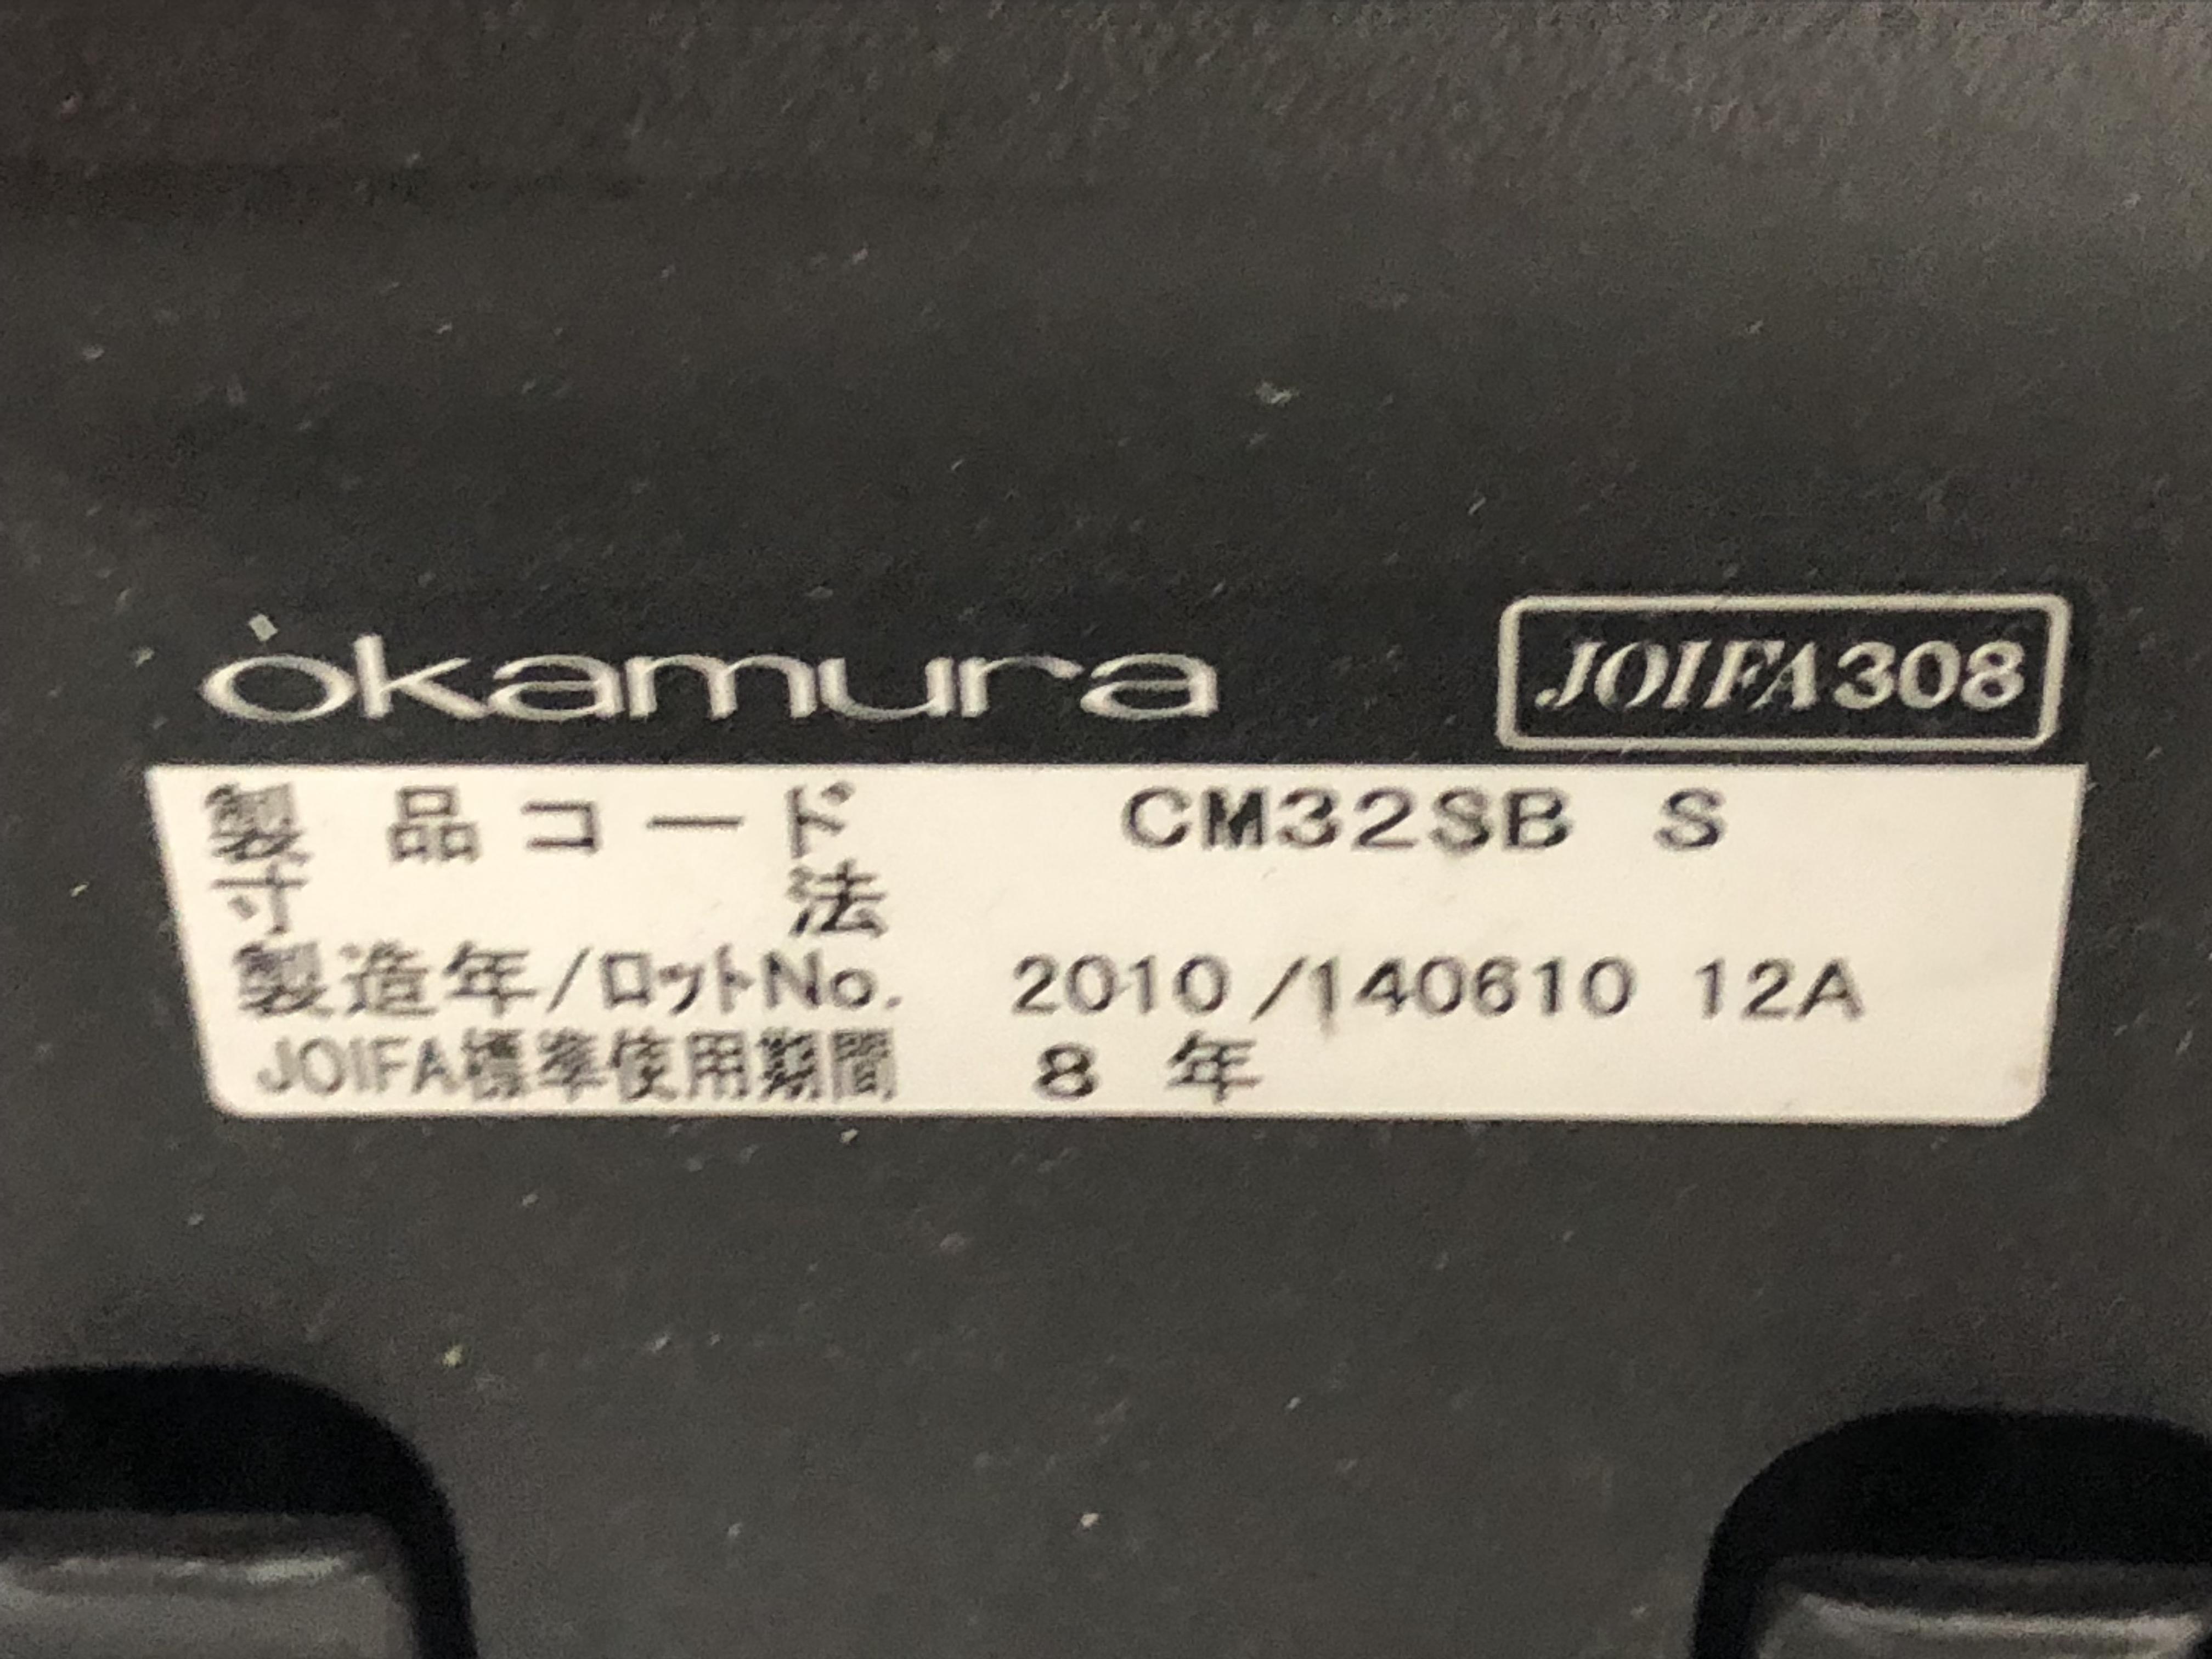 okamura JOIFA308
製品コード CM32SB S
寸法
製造年/ロットNo. 2010/140610 12A
JOIFA標準使用期間 8年